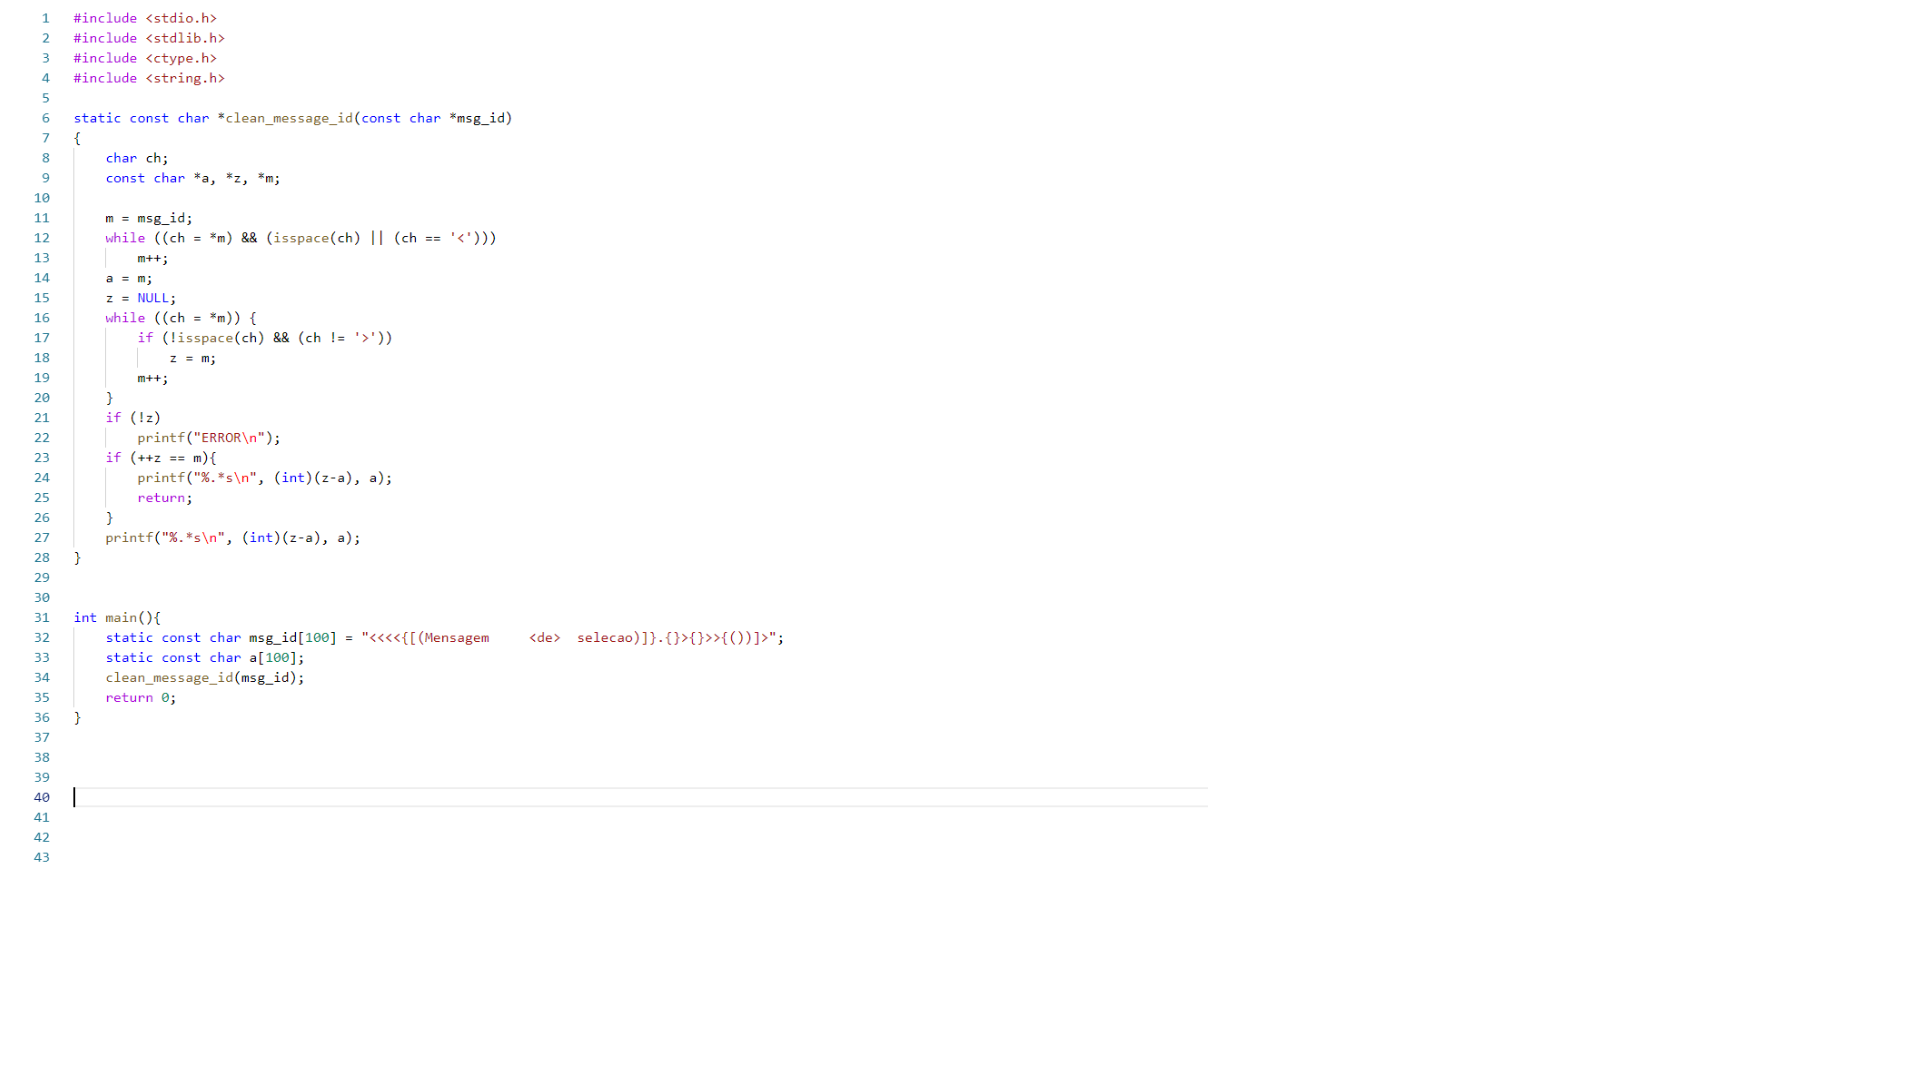 1 #include <stdio.h>
2 #include <stdlib.h>
3 #include <ctype.h>
4 #include <string.h>
5
6 static const char *clean_message_id(const char *msg_id)
7 {
8     char ch;
9     const char *a, *z, *m;
10
11     m = msg_id;
12     while ((ch = *m) && (isspace(ch) || (ch == '<')))
13         m++;
14     a = m;
15     z = NULL;
16     while ((ch = *m)) {
17         if (!isspace(ch) && (ch != '>'))
18             z = m;
19         m++;
20     }
21     if (!z)
22         printf("ERROR\n");
23     if (++z == m){
24         printf("%.*s\n", (int)(z-a), a);
25         return;
26     }
27     printf("%.*s\n", (int)(z-a), a);
28 }
29
30
31 int main(){
32     static const char msg_id[100] = "<<<<{[(Mensagem     <de>  selecao)]}.{}>{}>>{())]>";
33     static const char a[100];
34     clean_message_id(msg_id);
35     return 0;
36 }
37
38
39
40
41
42
43